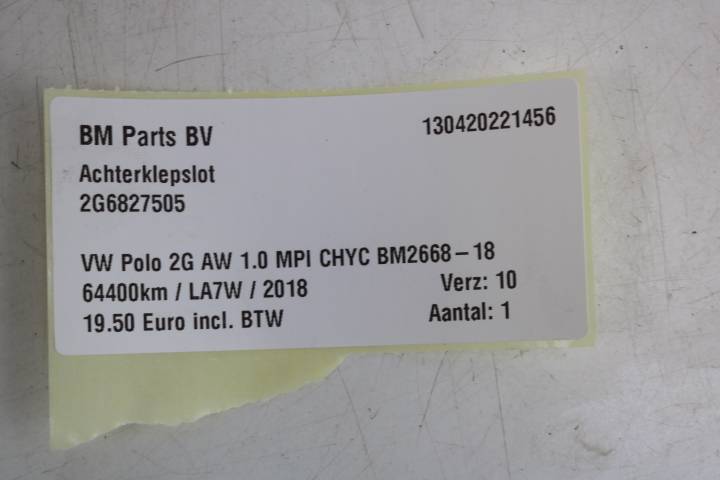 BM Parts BV 130420221456
Achterklepslot
2G6827505
VW Polo 2G AW 1.0 MPI CHYC BM2668-18
64400km / LA7W / 2018 Verz: 10
19.50 Euro incl. BTW Aantal: 1